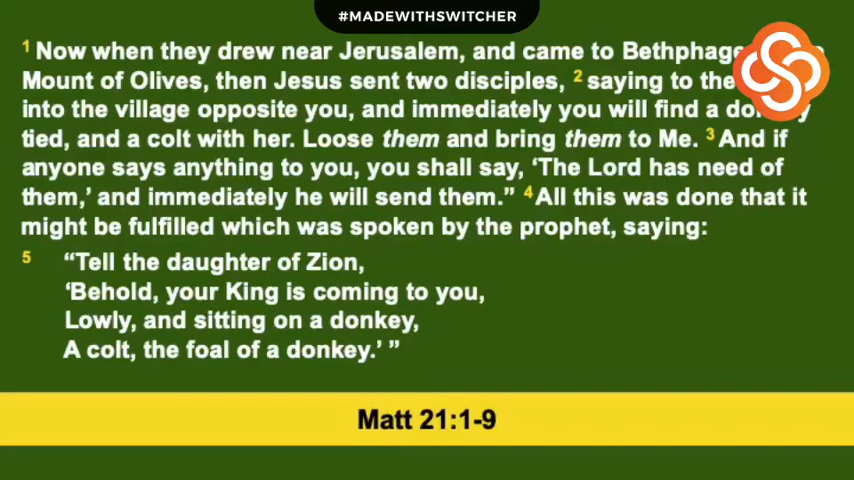 #MADEWITHSWITCHER
1 Now when they drew near Jerusalem, and came to Bethphage
Mount of Olives, then Jesus sent two disciples, 2 saying to
into the village opposite you, and immediately you will find a
tied, and a colt with her. Loose them and bring them to Me. 3 And if
anyone says anything to you, you shall say, ‘The Lord has need of
them,’ and immediately he will send them.” 4 All this was done that it
might be fulfilled which was spoken by the prophet, saying:
5 “Tell the daughter of Zion,
‘Behold, your King is coming to you,
Lowly, and sitting on a donkey,
A colt, the foal of a donkey.’ ”
Matt 21:1-9